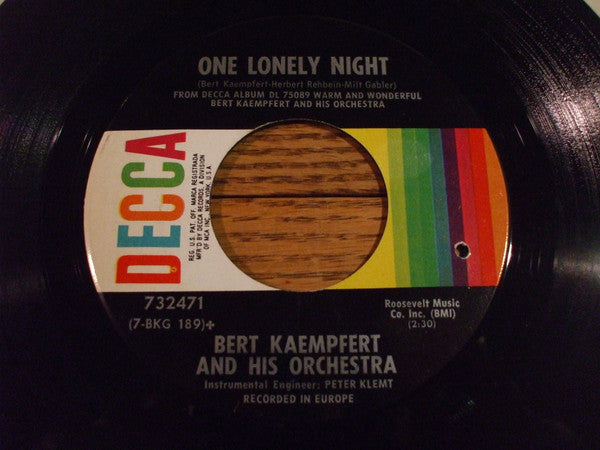 ONE LONELY NIGHT
(Bert Kaempfert-Herbert Rehbein-Milt Gabler)
FROM DECCA ALBUM DL 75089 WARM AND WONDERFUL
BERT KAEMPFERT AND HIS ORCHESTRA
DECCA
REG. U.S. PAT. OFF. MARCA REGISTRADA
MFR'D BY DECCA RECORDS, A DIVISION
OF MCA INC., NEW YORK, U.S.A.
732471
(7-BKG 189)+
Roosevelt Music
Co. Inc. (BMI)
(2:30)
BERT KAEMPFERT
AND HIS ORCHESTRA
Instrumental Engineer: PETER KLEMT
RECORDED IN EUROPE